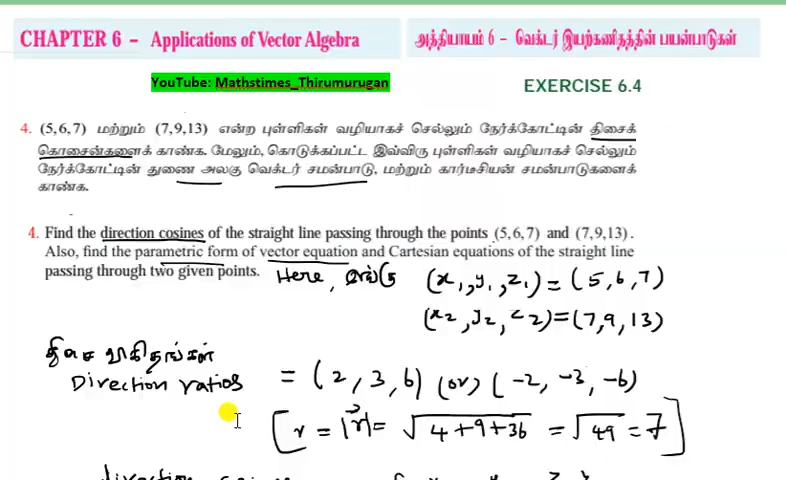 CHAPTER 6 – Applications of Vector Algebra
அத்தியாயம் 6 – வெக்டர் இயற்கணிதத்தின் பயன்பாடுகள்
YouTube: Mathstimes_Thirumurugan
EXERCISE 6.4
4. (5,6,7) மற்றும் (7,9,13) என்ற புள்ளிகள் வழியாகச் செல்லும் நேர்க்கோட்டின் திசைக்
கொசைன்களைக் காண்க. மேலும், கொடுக்கப்பட்ட இவ்விரு புள்ளிகள் வழியாகச் செல்லும்
நேர்க்கோட்டின் துணை அலகு வெக்டர் சமன்பாடு, மற்றும் கார்டீசியன் சமன்பாடுகளைக்
காண்க.
4. Find the direction cosines of the straight line passing through the points (5,6,7) and (7,9,13).
Also, find the parametric form of vector equation and Cartesian equations of the straight line
passing through two given points.
Here, இங்கு (x₁, y₁, z₁) = (5, 6, 7)
(x₂, y₂, z₂) = (7, 9, 13)
திசை விகிதங்கள்
Direction ratios = (2, 3, 6) (or) (-2, -3, -6)
[r = |r⃗| = √4+9+36 = √49 = 7]